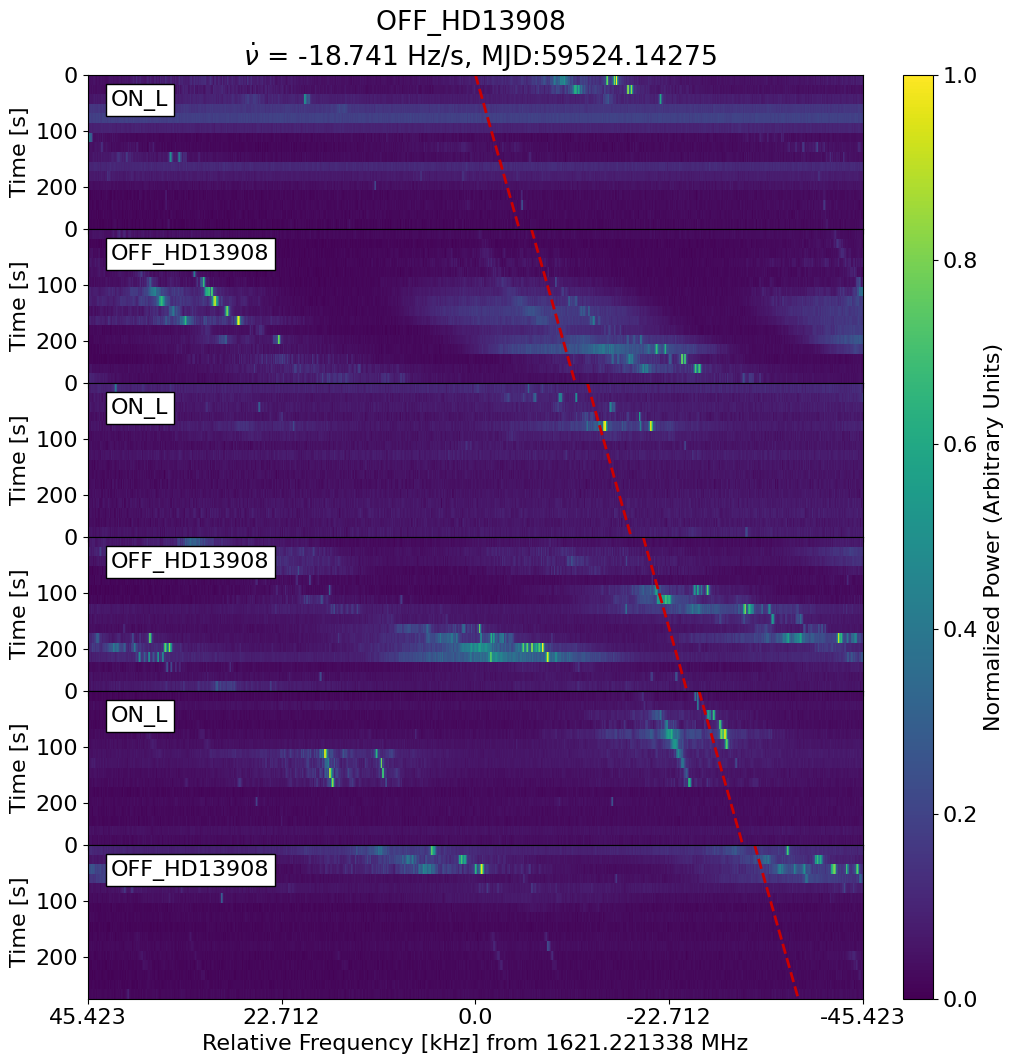 OFF_HD13908
ν̇ = -18.741 Hz/s, MJD:59524.14275
0
ON_L
100
200
Time [s]
0
OFF_HD13908
100
200
Time [s]
0
ON_L
100
200
Time [s]
0
OFF_HD13908
100
200
Time [s]
0
ON_L
100
200
Time [s]
0
OFF_HD13908
100
200
Time [s]
45.423 22.712 0.0 -22.712 -45.423
Relative Frequency [kHz] from 1621.221338 MHz
1.0
0.8
0.6
0.4
0.2
0.0
Normalized Power (Arbitrary Units)